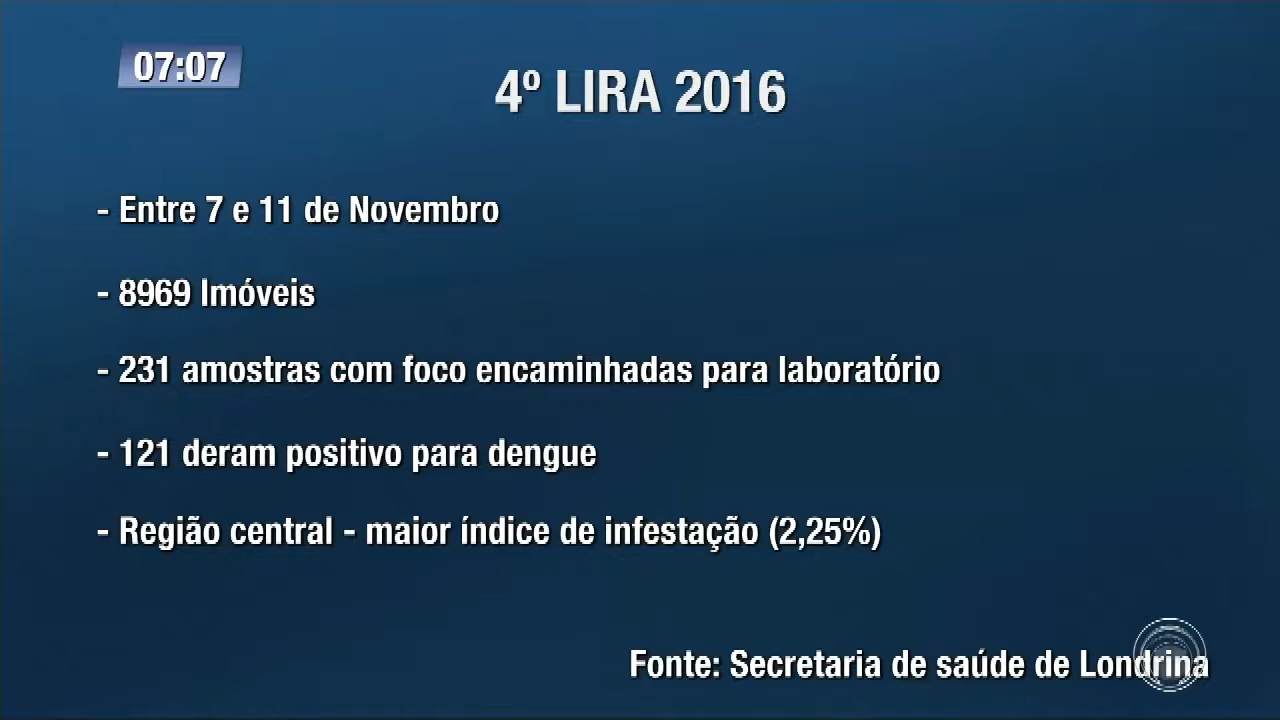 07:07
4º LIRA 2016
- Entre 7 e 11 de Novembro
- 8969 Imóveis
- 231 amostras com foco encaminhadas para laboratório
- 121 deram positivo para dengue
- Região central - maior índice de infestação (2,25%)
Fonte: Secretaria de saúde de Londrina